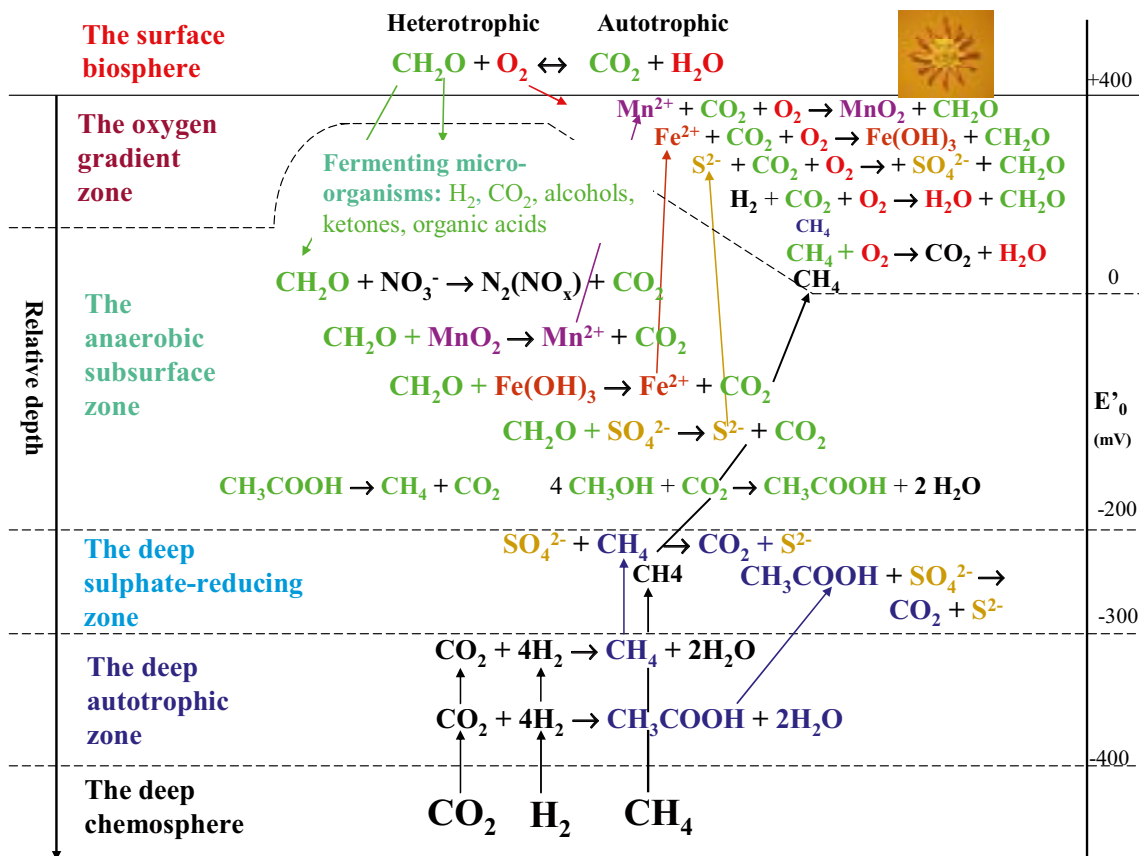 Heterotrophic Autotrophic
The surface
biosphere
CH₂O + O₂ ↔ CO₂ + H₂O
+400
The oxygen
gradient
zone
Mn²⁺ + CO₂ + O₂ → MnO₂ + CH₂O
Fe²⁺ + CO₂ + O₂ → Fe(OH)₃ + CH₂O
S²⁻ + CO₂ + O₂ → + SO₄²⁻ + CH₂O
H₂ + CO₂ + O₂ → H₂O + CH₂O
CH₄
CH₄ + O₂ → CO₂ + H₂O
Fermenting micro-
organisms: H₂, CO₂, alcohols,
ketones, organic acids
CH₄
0
Relative depth
The
anaerobic
subsurface
zone
CH₂O + NO₃⁻ → N₂(NOₓ) + CO₂
CH₂O + MnO₂ → Mn²⁺ + CO₂
CH₂O + Fe(OH)₃ → Fe²⁺ + CO₂
E’₀
(mV)
CH₂O + SO₄²⁻ → S²⁻ + CO₂
CH₃COOH → CH₄ + CO₂ 4 CH₃OH + CO₂ → CH₃COOH + 2 H₂O
-200
The deep
sulphate-reducing
zone
SO₄²⁻ + CH₄ → CO₂ + S²⁻
CH4
CH₃COOH + SO₄²⁻ →
CO₂ + S²⁻
-300
The deep
autotrophic
zone
CO₂ + 4H₂ → CH₄ + 2H₂O
CO₂ + 4H₂ → CH₃COOH + 2H₂O
-400
The deep
chemosphere
CO₂ H₂ CH₄